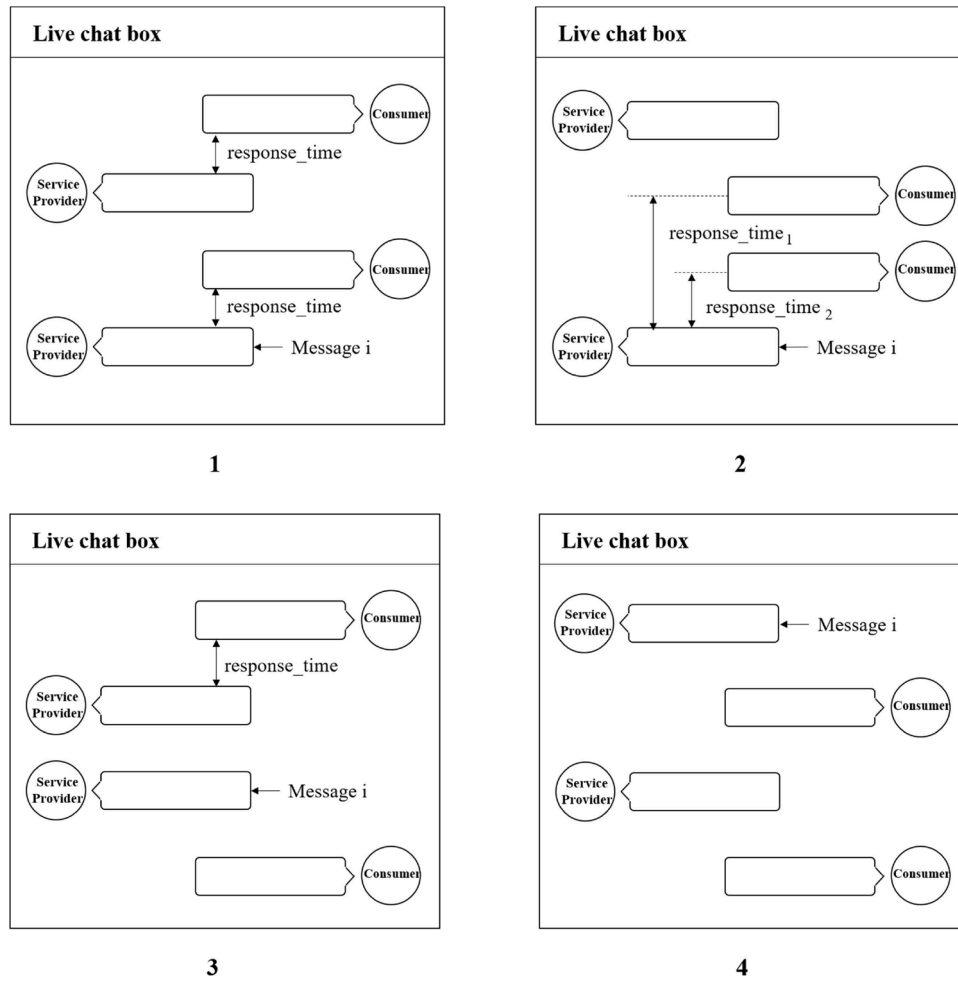 Live chat box
Consumer
response_time
Service
Provider
Consumer
response_time
Service
Provider
Message i
1
Live chat box
Service
Provider
Consumer
response_time 1
Consumer
response_time 2
Service
Provider
Message i
2
Live chat box
Consumer
response_time
Service
Provider
Service
Provider
Message i
Consumer
3
Live chat box
Service
Provider
Message i
Consumer
Service
Provider
Consumer
4